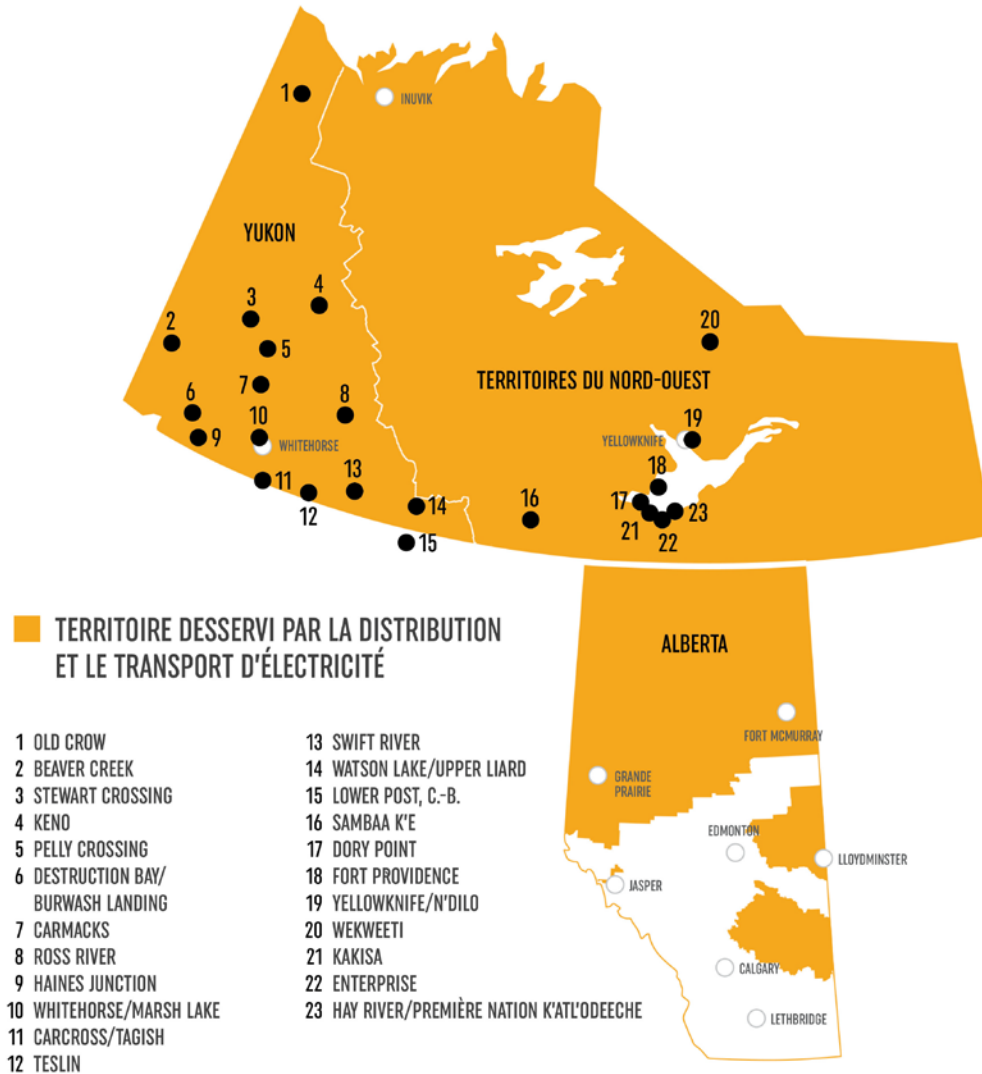 1
INUVIK
YUKON
4
3
2
5
20
TERRITOIRES DU NORD-OUEST
7
6
8
10
19
9
WHITEHORSE
YELLOWKNIFE
18
11
13
12
14
15
16
17
23
21
22
TERRITOIRE DESSERVI PAR LA DISTRIBUTION
ET LE TRANSPORT D'ÉLECTRICITÉ
ALBERTA
FORT MCMURRAY
GRANDE
PRAIRIE
EDMONTON
LLOYDMINSTER
JASPER
CALGARY
LETHBRIDGE
1 OLD CROW
2 BEAVER CREEK
3 STEWART CROSSING
4 KENO
5 PELLY CROSSING
6 DESTRUCTION BAY/
BURWASH LANDING
7 CARMACKS
8 ROSS RIVER
9 HAINES JUNCTION
10 WHITEHORSE/MARSH LAKE
11 CARCROSS/TAGISH
12 TESLIN
13 SWIFT RIVER
14 WATSON LAKE/UPPER LIARD
15 LOWER POST, C.-B.
16 SAMBAA K'E
17 DORY POINT
18 FORT PROVIDENCE
19 YELLOWKNIFE/N'DILO
20 WEKWEETI
21 KAKISA
22 ENTERPRISE
23 HAY RIVER/PREMIÈRE NATION K'ATL'ODEECHE